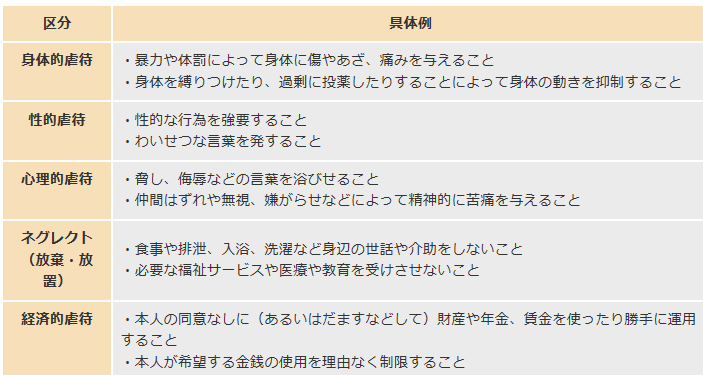 区分
具体例
身体的虐待
・暴力や体罰によって身体に傷やあざ、痛みを与えること
・身体を縛りつけたり、過剰に投薬したりすることによって身体の動きを抑制すること
性的虐待
・性的な行為を強要すること
・わいせつな言葉を発すること
心理的虐待
・脅し、侮辱などの言葉を浴びせること
・仲間はずれや無視、嫌がらせなどによって精神的に苦痛を与えること
ネグレクト
（放棄・放
置）
・食事や排泄、入浴、洗濯など身辺の世話や介助をしないこと
・必要な福祉サービスや医療や教育を受けさせないこと
経済的虐待
・本人の同意なしに（あるいはだますなどして）財産や年金、賃金を使ったり勝手に運用
すること
・本人が希望する金銭の使用を理由なく制限すること